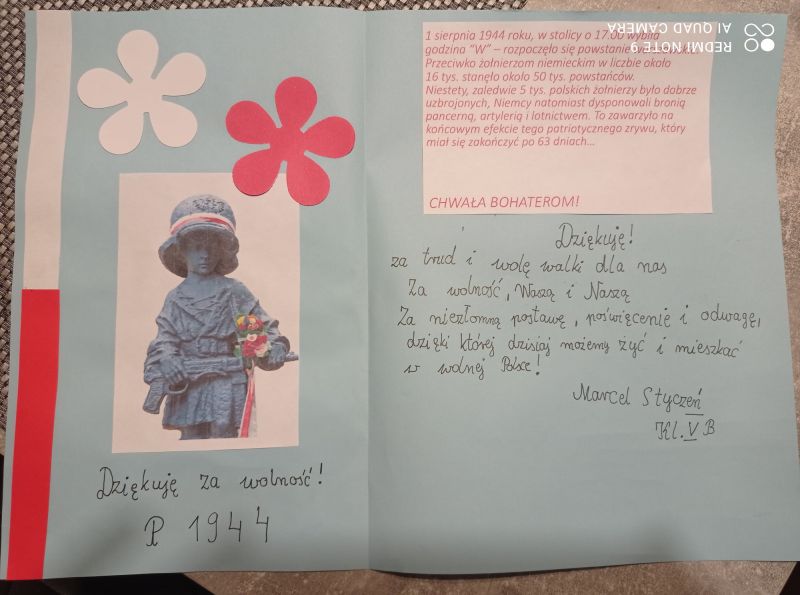 Dziękuję za wolność!
P 1944
1 sierpnia 1944 roku, w stolicy o 17.00 wybiła
godzina "W" – rozpoczęło się powstanie
Przeciwko żołnierzom niemieckim w liczbie około
16 tys. stanęło około 50 tys. powstańców.
Niestety, zaledwie 5 tys. polskich żołnierzy było dobrze
uzbrojonych, Niemcy natomiast dysponowali bronią
pancerną, artylerią i lotnictwem. To zaważyło na
końcowym efekcie tego patriotycznego zrywu, który
miał się zakończyć po 63 dniach...
CHWAŁA BOHATEROM!
Dziękuję!
za trud i wolę walki dla nas
Za wolność, Waszą i Naszą
Za niezłomną postawę, poświęcenie i odwagę,
dzięki której dzisiaj możemy żyć i mieszkać
w wolnej Polsce!
Marcel Styczeń
Kl. V B
REDMI NOTE 9
AI QUAD CAMERA